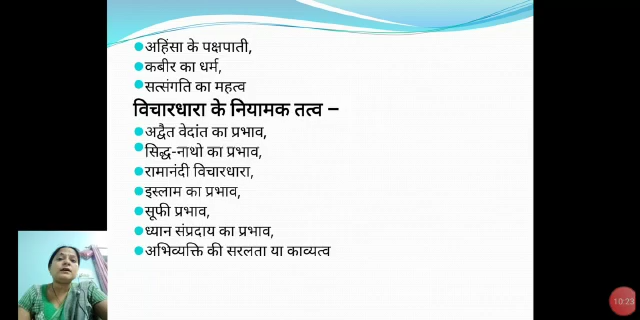 अहिंसा के पक्षपाती,
कबीर का धर्म,
सत्संगति का महत्व
विचारधारा के नियामक तत्व –
अद्वैत वेदांत का प्रभाव,
सिद्ध-नाथो का प्रभाव,
रामानंदी विचारधारा,
इस्लाम का प्रभाव,
सूफी प्रभाव,
ध्यान संप्रदाय का प्रभाव,
अभिव्यक्ति की सरलता या काव्यत्व
10:23